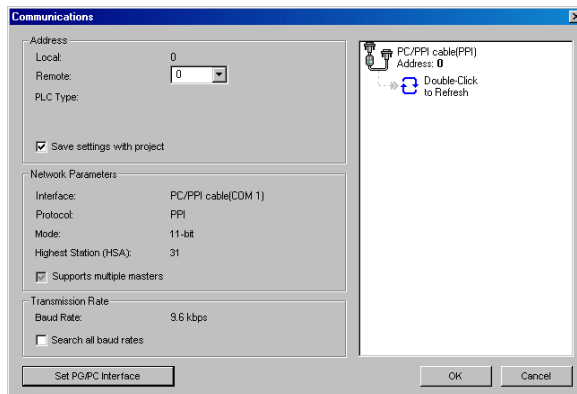 Communications
Address
Local: 0
Remote: 0
PLC Type:
Save settings with project
Network Parameters
Interface: PC/PPI cable(COM 1)
Protocol: PPI
Mode: 11-bit
Highest Station (HSA): 31
Supports multiple masters
Transmission Rate
Baud Rate: 9.6 kbps
Search all baud rates
Set PG/PC Interface
PC/PPI cable(PPI)
Address: 0
Double-Click
to Refresh
OK
Cancel